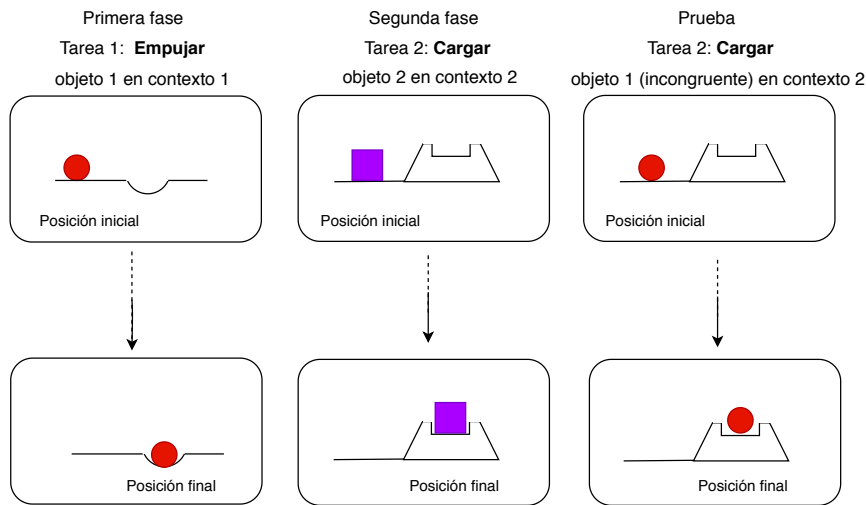 Primera fase
Tarea 1: Empujar
objeto 1 en contexto 1
Posición inicial
Posición final
Segunda fase
Tarea 2: Cargar
objeto 2 en contexto 2
Posición inicial
Posición final
Prueba
Tarea 2: Cargar
objeto 1 (incongruente) en contexto 2
Posición inicial
Posición final